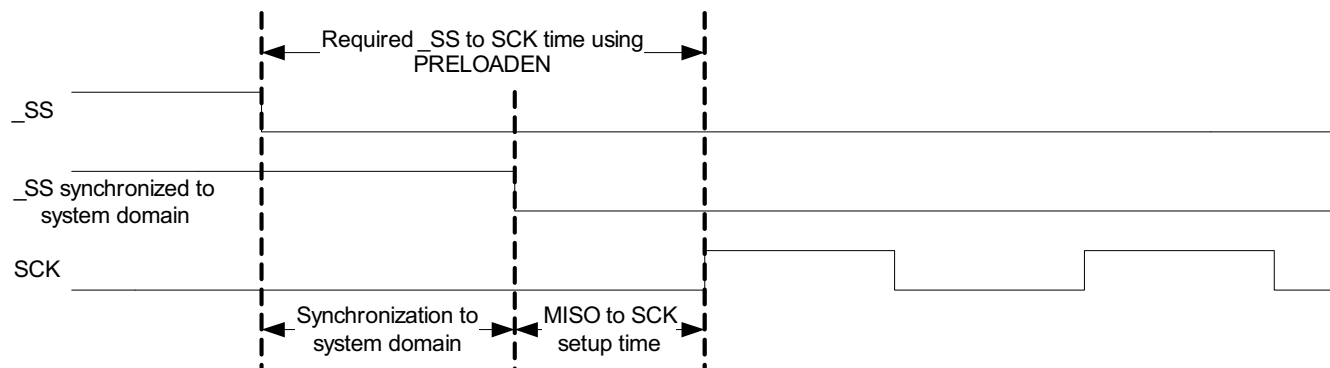 Required _SS to SCK time using
PRELOADEN
_SS
_SS synchronized to
system domain
SCK
Synchronization to
system domain
MISO to SCK
setup time